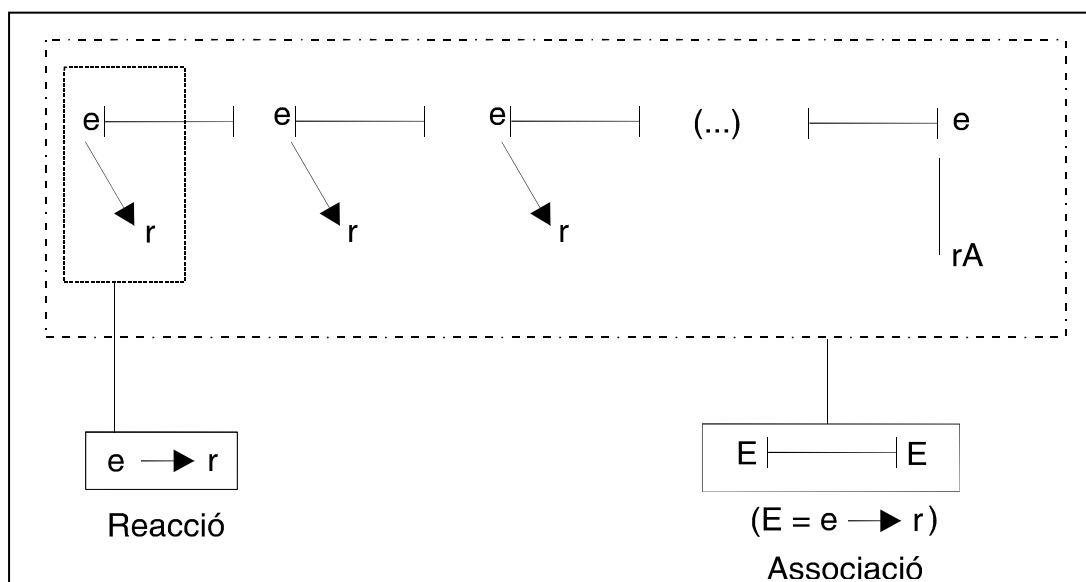 e e e (...) e
r r r rA
e r E E
Reacció (E = e r)
Associació